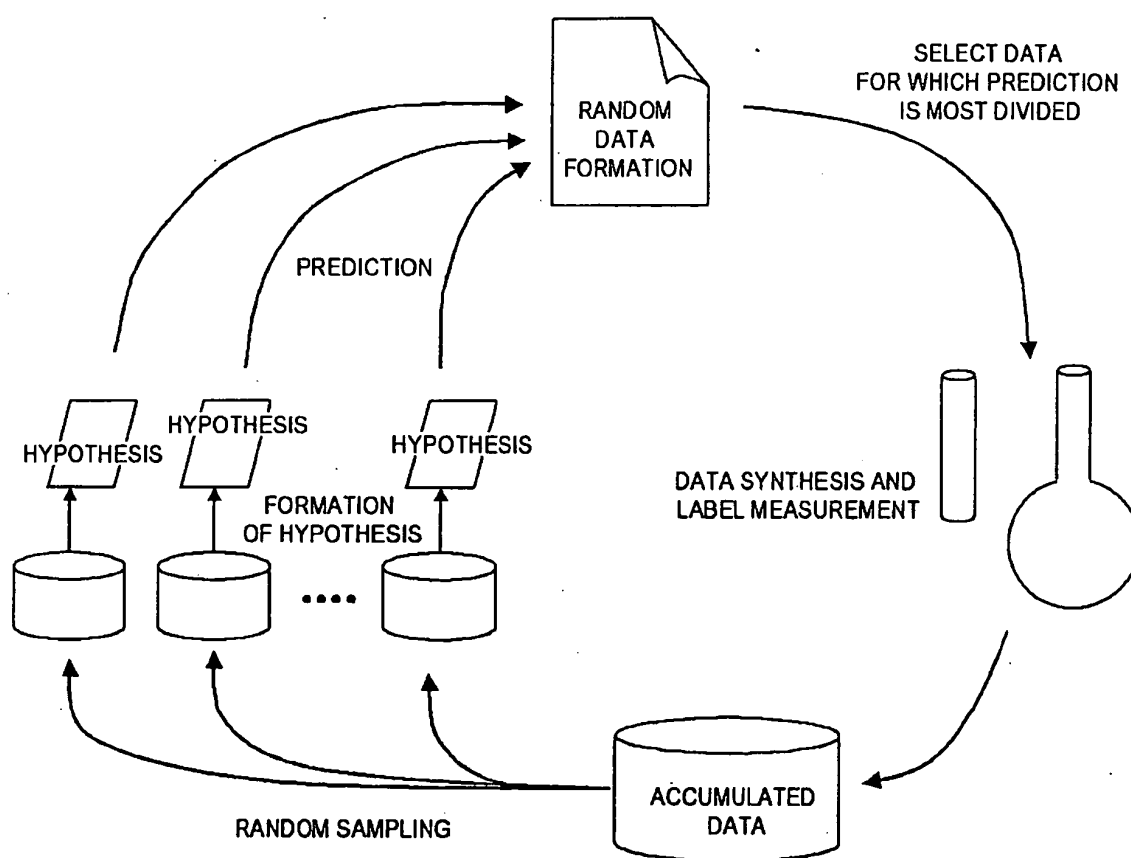 RANDOM
DATA
FORMATION
SELECT DATA
FOR WHICH PREDICTION
IS MOST DIVIDED
PREDICTION
HYPOTHESIS
HYPOTHESIS
HYPOTHESIS
FORMATION
OF HYPOTHESIS
DATA SYNTHESIS AND
LABEL MEASUREMENT
ACCUMULATED
DATA
RANDOM SAMPLING